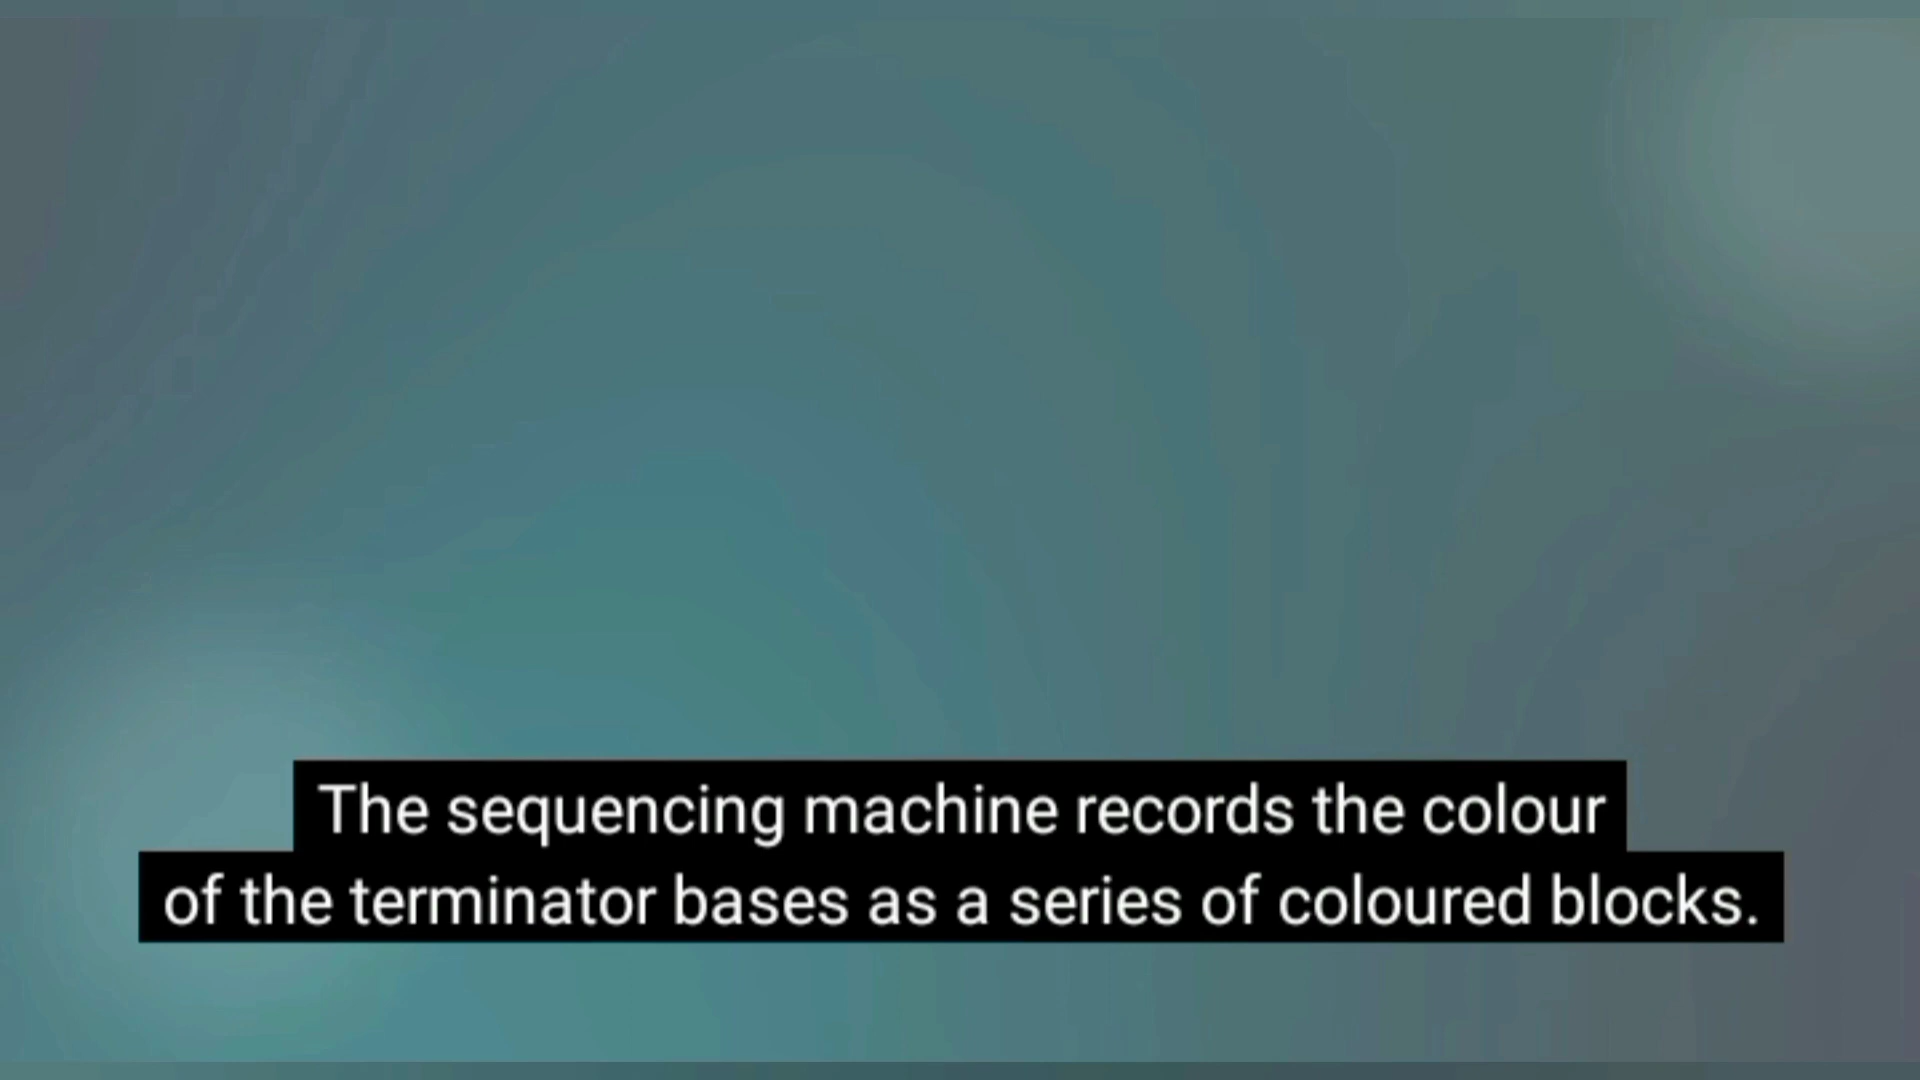 The sequencing machine records the colour
of the terminator bases as a series of coloured blocks.